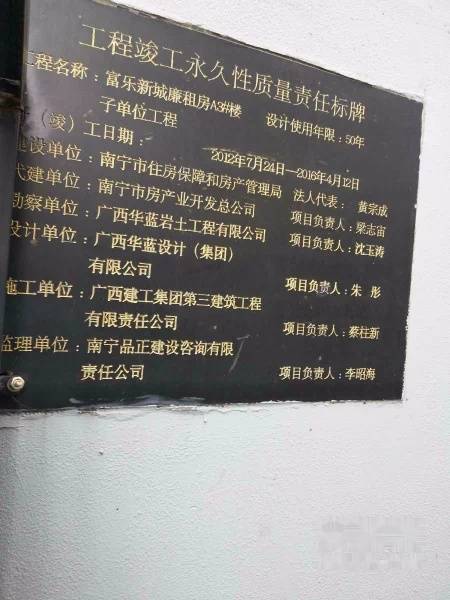 工程竣工永久性质量责任标牌
工程名称：富乐新城廉租房A3#楼
子单位工程 设计使用年限：50年
（竣）工日期： 2012年7月24日—2016年4月12日
建设单位：南宁市住房保障和房产管理局 法人代表：黄宗成
代建单位：南宁市房产业开发总公司 项目负责人：梁志宙
勘察单位：广西华蓝岩土工程有限公司 项目负责人：沈玉涛
设计单位：广西华蓝设计（集团）
有限公司 项目负责人：朱彤
施工单位：广西建工集团第三建筑工程
有限责任公司 项目负责人：蔡柱新
监理单位：南宁品正建设咨询有限
责任公司 项目负责人：李昭海